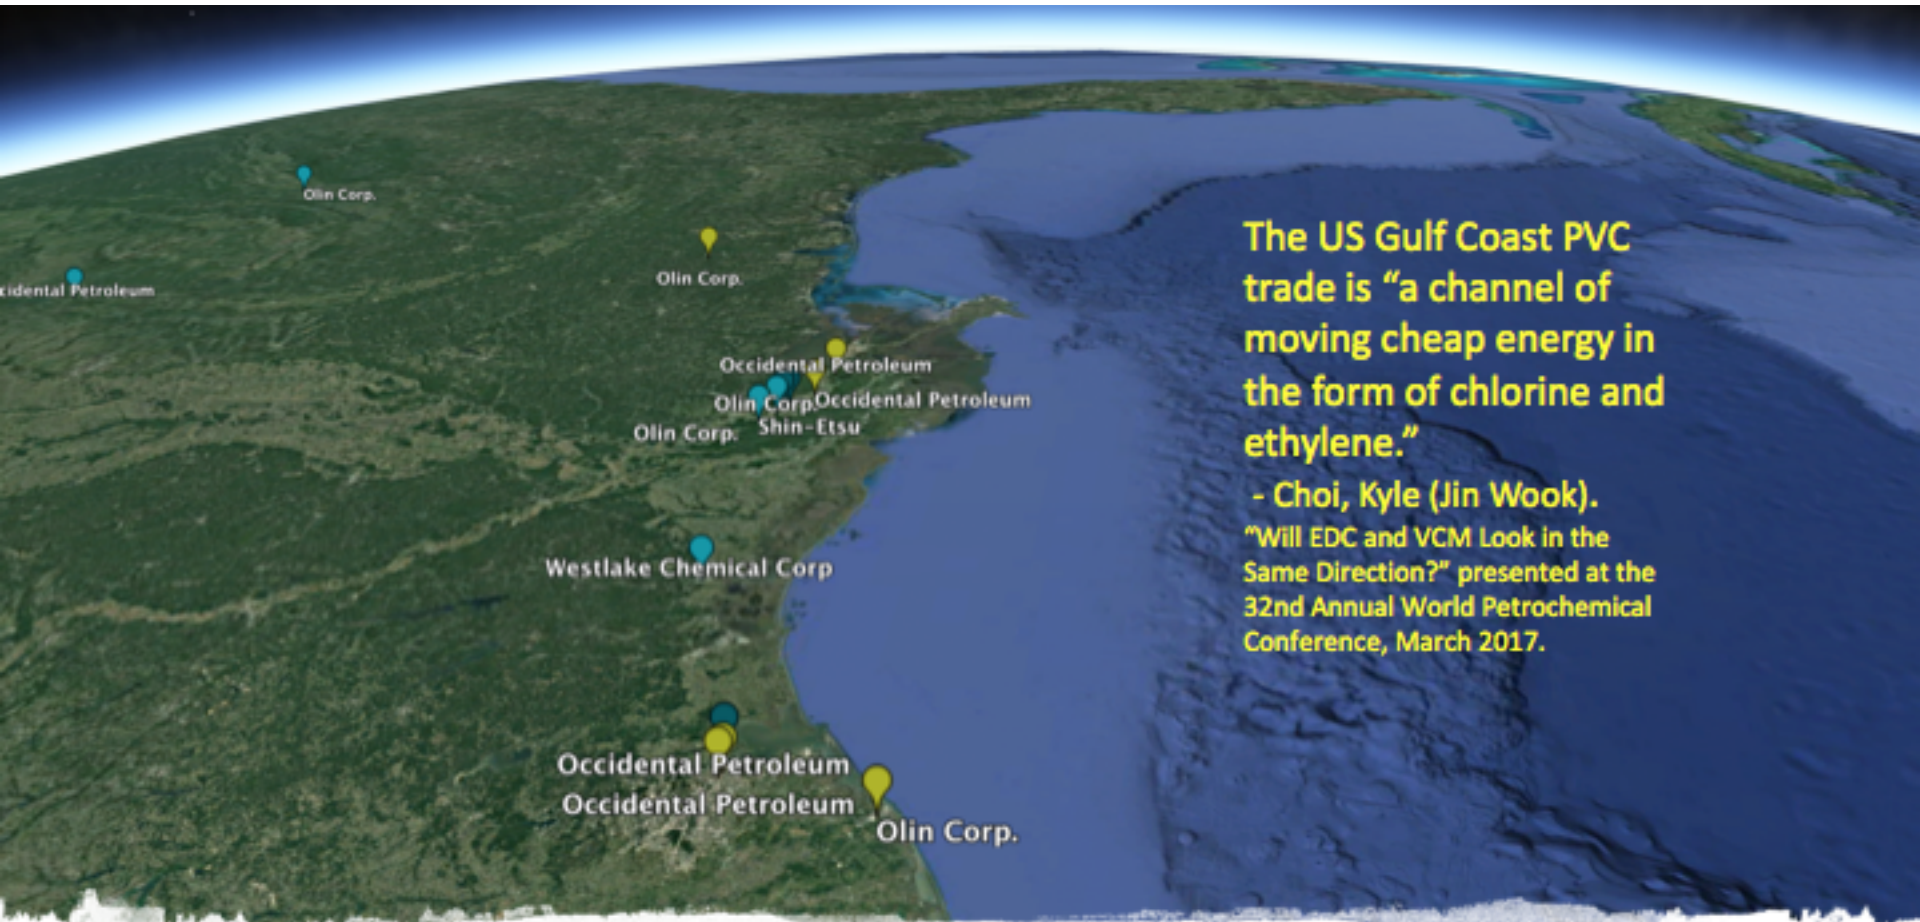 Olin Corp.
cidental Petroleum
Olin Corp.
Occidental Petroleum
Olin Corp.
Occidental Petroleum
Shin-Etsu
Olin Corp.
Westlake Chemical Corp
Occidental Petroleum
Occidental Petroleum
Olin Corp.
The US Gulf Coast PVC
trade is “a channel of
moving cheap energy in
the form of chlorine and
ethylene.”
- Choi, Kyle (Jin Wook).
“Will EDC and VCM Look in the
Same Direction?” presented at the
32nd Annual World Petrochemical
Conference, March 2017.